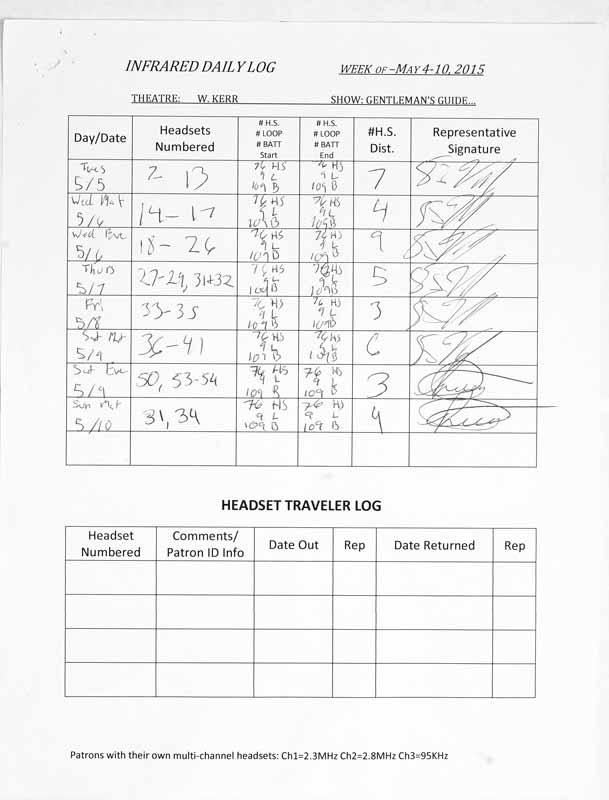 INFRARED DAILY LOG WEEK OF –MAY 4-10, 2015
THEATRE: W. KERR SHOW: GENTLEMAN'S GUIDE...
Day/Date Headsets Numbered # H.S. # LOOP # BATT Start # H.S. # LOOP # BATT End #H.S. Dist. Representative Signature
Tues 5/5 2 - 13 76 HS 9 L 109 B 76 HS 9 L 109 B 7
Wed Mat 5/6 14 - 17 76 HS 9 L 109 B 76 HS 9 L 109 B 4
Wed Eve 5/6 18 - 26 76 HS 9 L 109 B 76 HS 9 L 109 B 9
Thurs 5/7 27-29, 31+32 76 HS 9 L 109 B 76 HS 9 L 109 B 5
Fri 5/8 33-35 76 HS 9 L 109 B 76 HS 9 L 109 B 3
Sat Mat 5/9 36-41 76 HS 9 L 109 B 76 HS 9 L 109 B 6
Sat Eve 5/9 50, 53-54 76 HS 9 L 109 B 76 HS 9 L 109 B 3
Sun Mat 5/10 31, 34 76 HS 9 L 109 B 76 HS 9 L 109 B 4
HEADSET TRAVELER LOG
Headset Numbered Comments/ Patron ID Info Date Out Rep Date Returned Rep
Patrons with their own multi-channel headsets: Ch1=2.3MHz Ch2=2.8MHz Ch3=95KHz